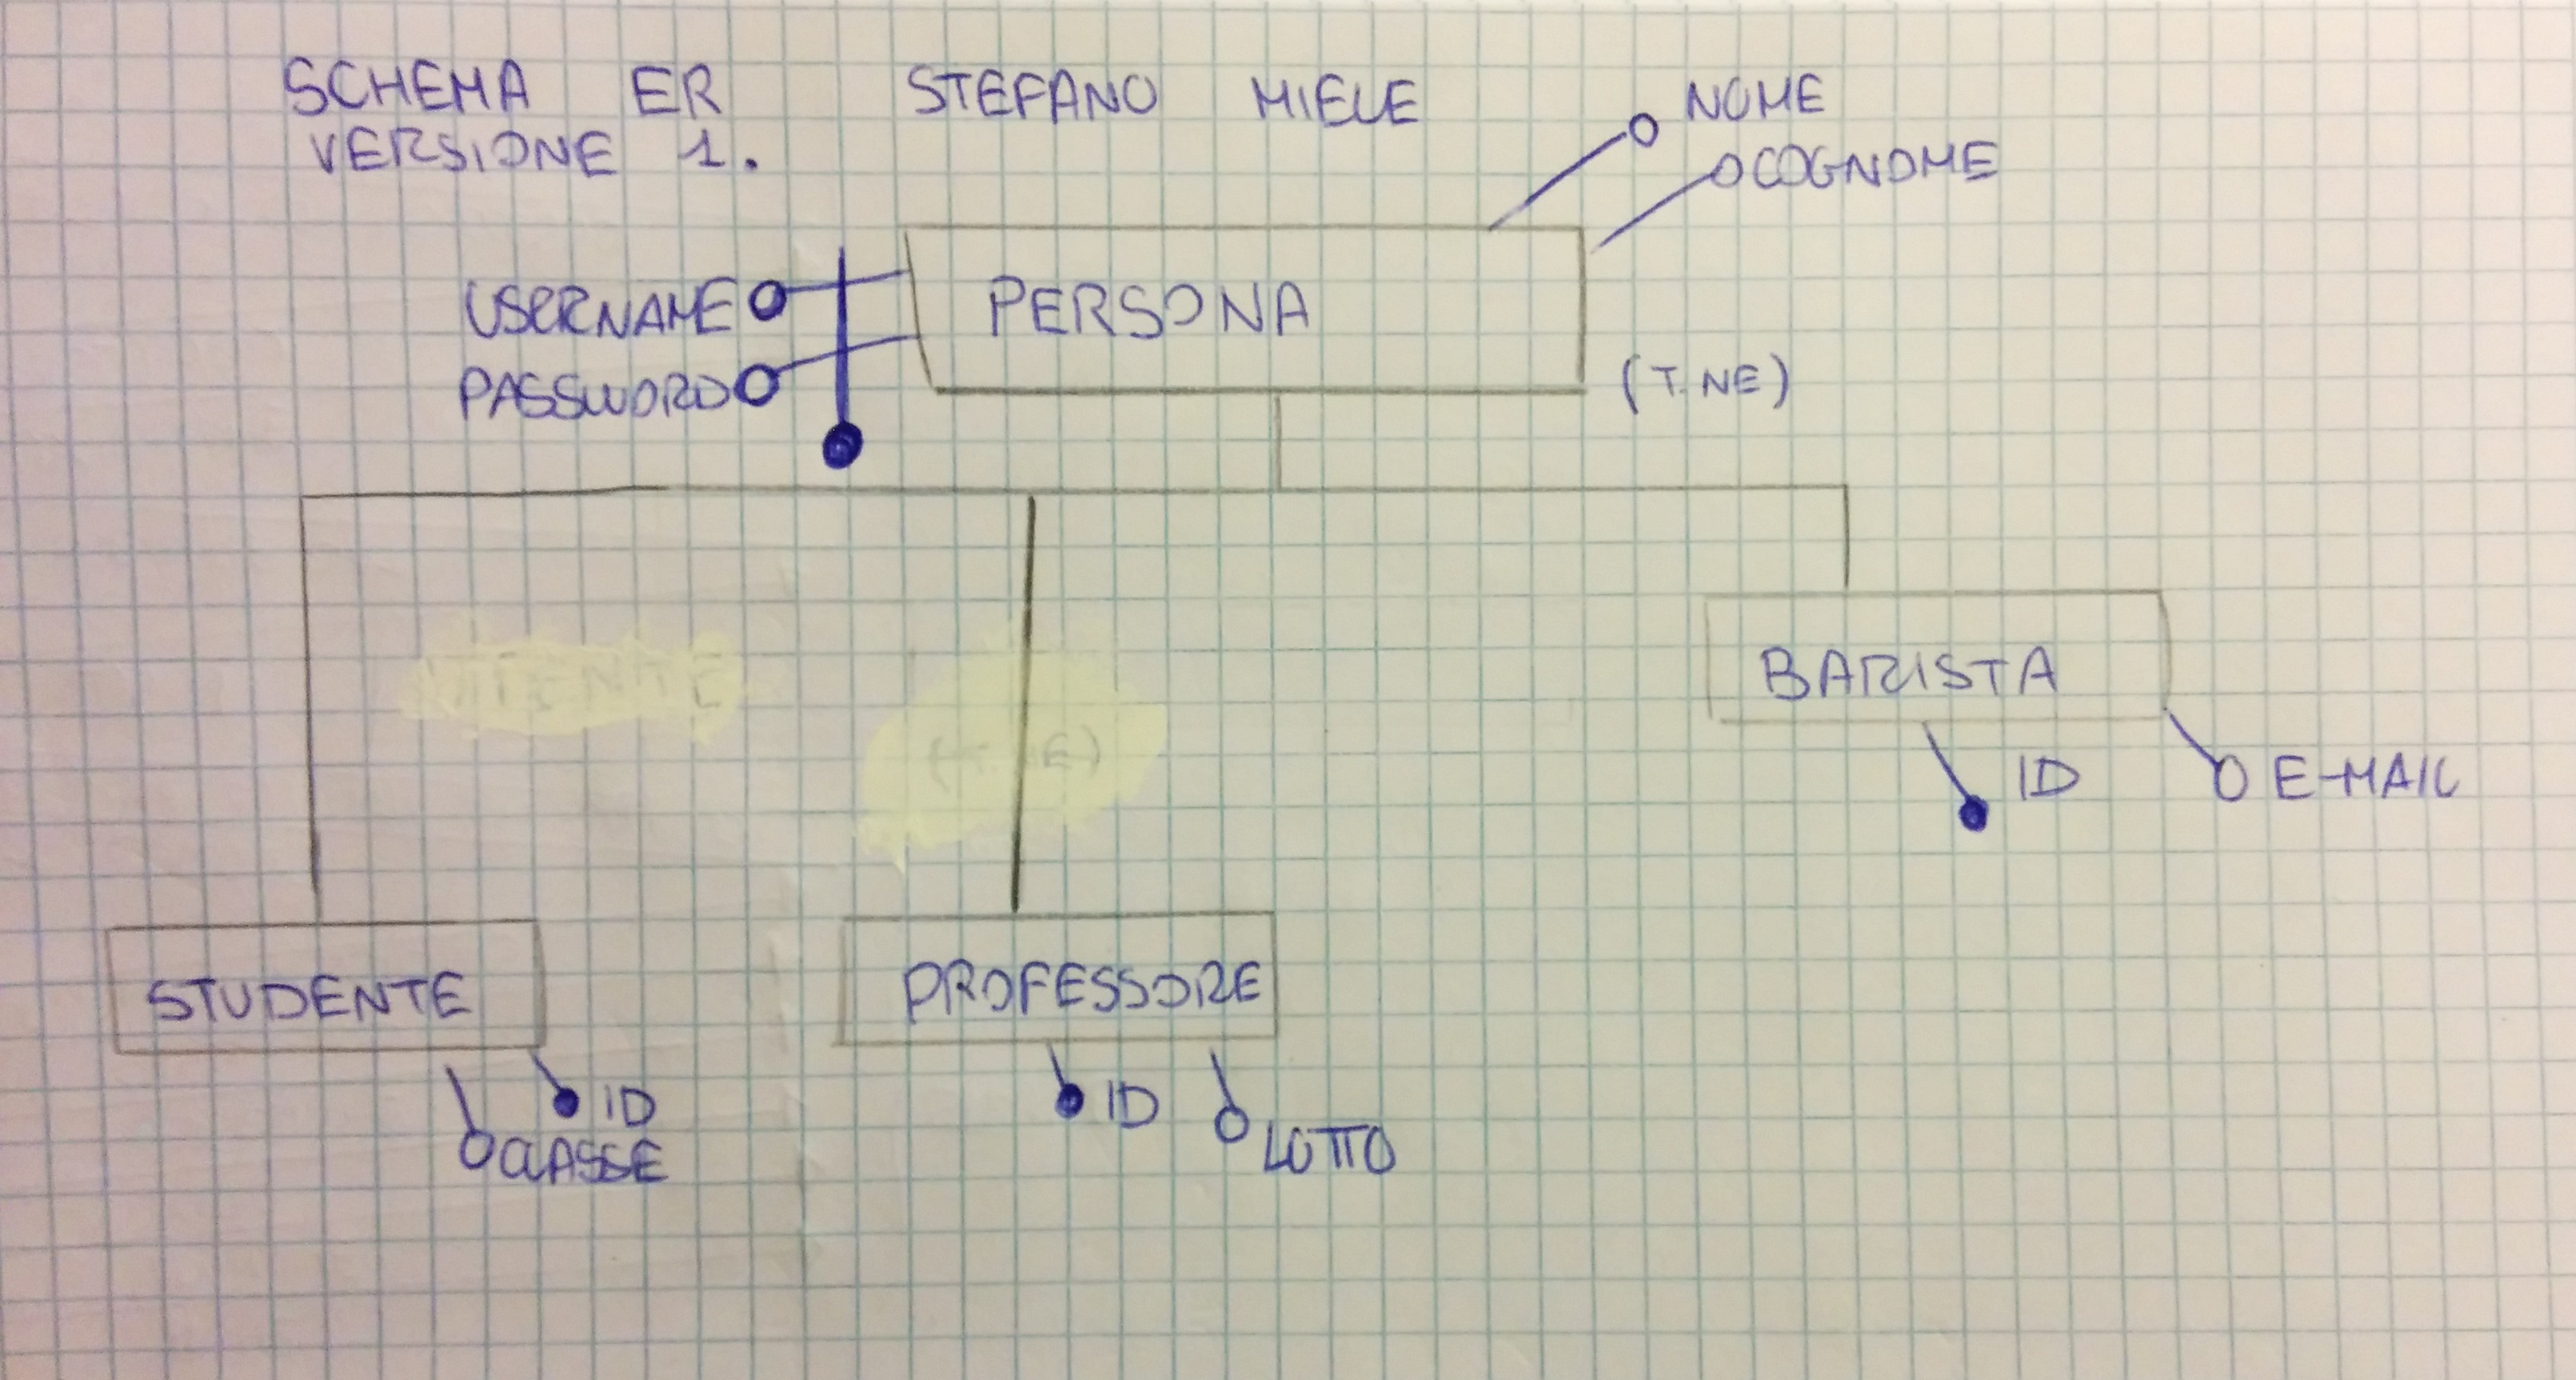 SCHEMA ER STEFANO MIELE
VERSIONE 1.
NOME
COGNOME
USERNAME
PERSONA
PASSWORD
(T.NE)
BARISTA
ID
E-MAIL
STUDENTE
PROFESSORE
ID
CLASSE
ID
LOTTO